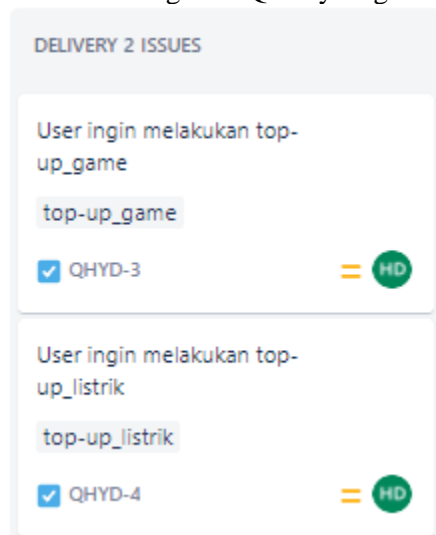 DELIVERY 2 ISSUES
User ingin melakukan top-
up_game
top-up_game
QHYD-3
HD
User ingin melakukan top-
up_listrik
top-up_listrik
QHYD-4
HD